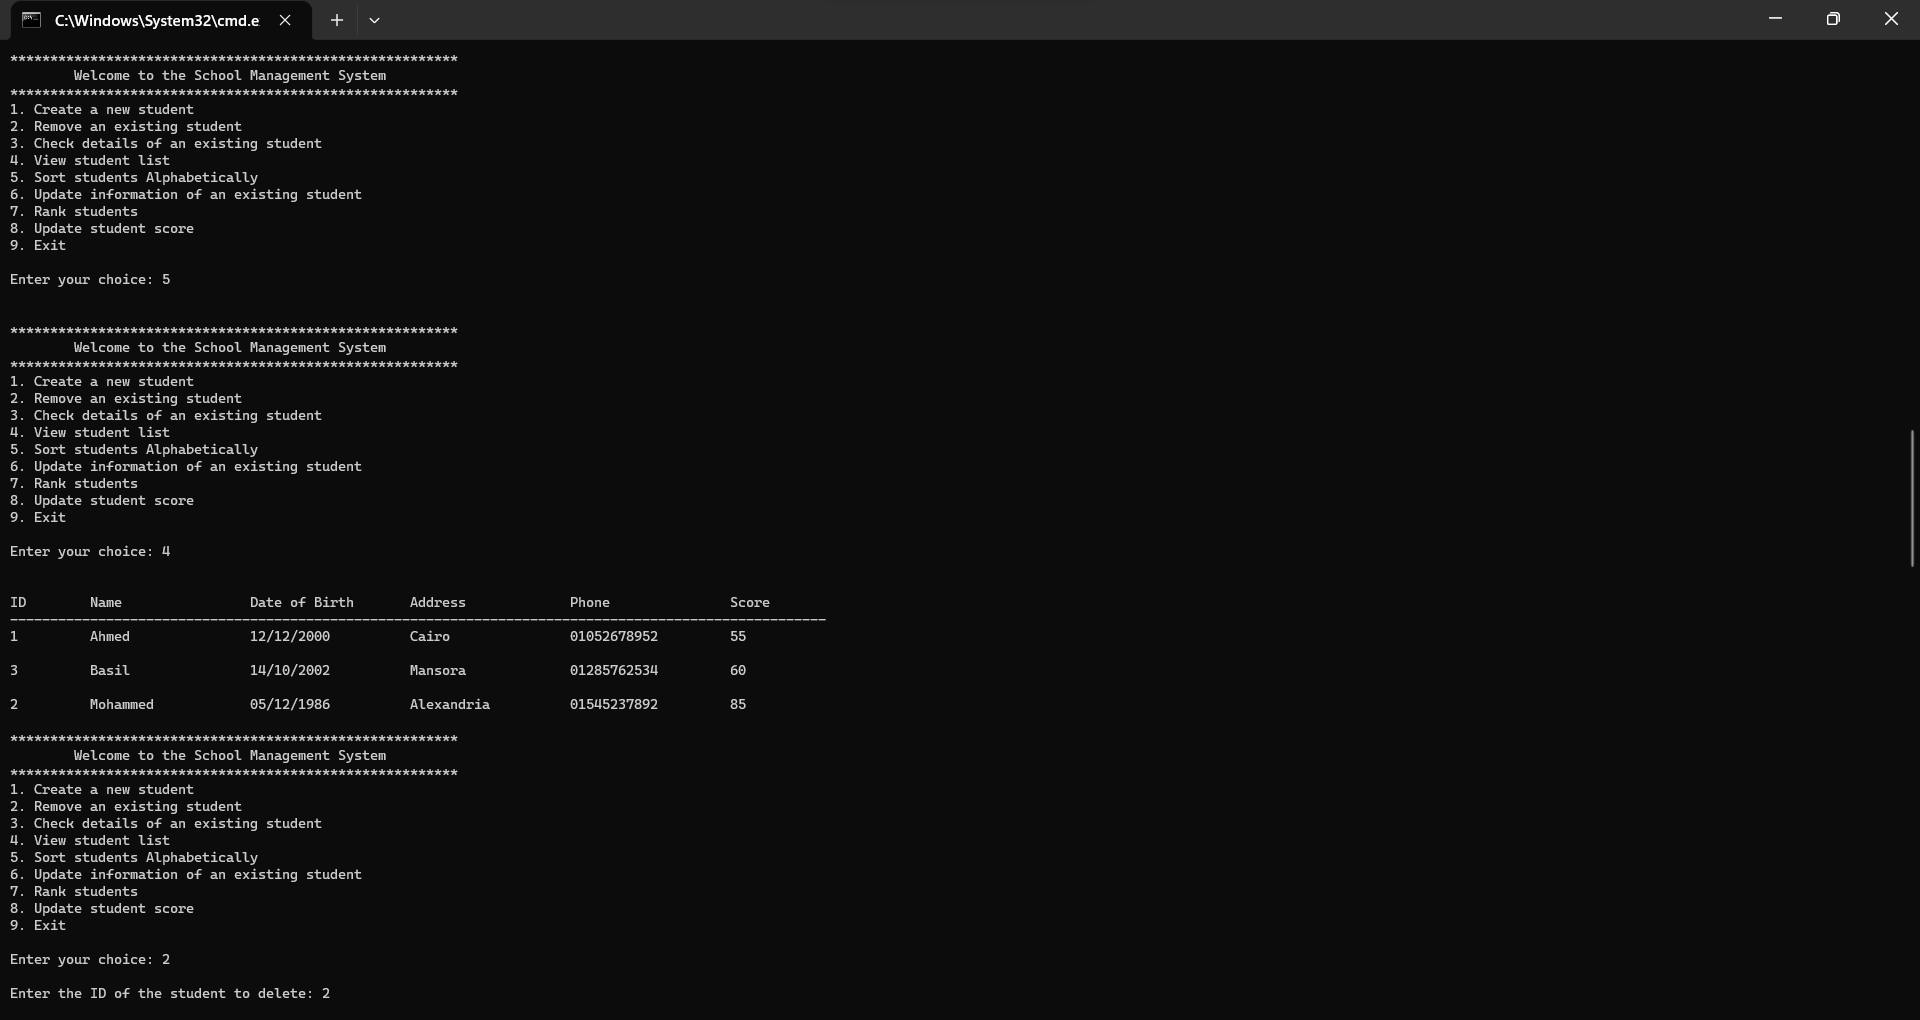 C:\Windows\System32\cmd.e
********************************************************
        Welcome to the School Management System
********************************************************
1. Create a new student
2. Remove an existing student
3. Check details of an existing student
4. View student list
5. Sort students Alphabetically
6. Update information of an existing student
7. Rank students
8. Update student score
9. Exit
Enter your choice: 5
********************************************************
        Welcome to the School Management System
********************************************************
1. Create a new student
2. Remove an existing student
3. Check details of an existing student
4. View student list
5. Sort students Alphabetically
6. Update information of an existing student
7. Rank students
8. Update student score
9. Exit
Enter your choice: 4
ID        Name                Date of Birth       Address             Phone               Score
------------------------------------------------------------------------------------------------------
1         Ahmed               12/12/2000          Cairo               01052678952         55
3         Basil               14/10/2002          Mansora             01285762534         60
2         Mohammed            05/12/1986          Alexandria          01545237892         85
********************************************************
        Welcome to the School Management System
********************************************************
1. Create a new student
2. Remove an existing student
3. Check details of an existing student
4. View student list
5. Sort students Alphabetically
6. Update information of an existing student
7. Rank students
8. Update student score
9. Exit
Enter your choice: 2
Enter the ID of the student to delete: 2